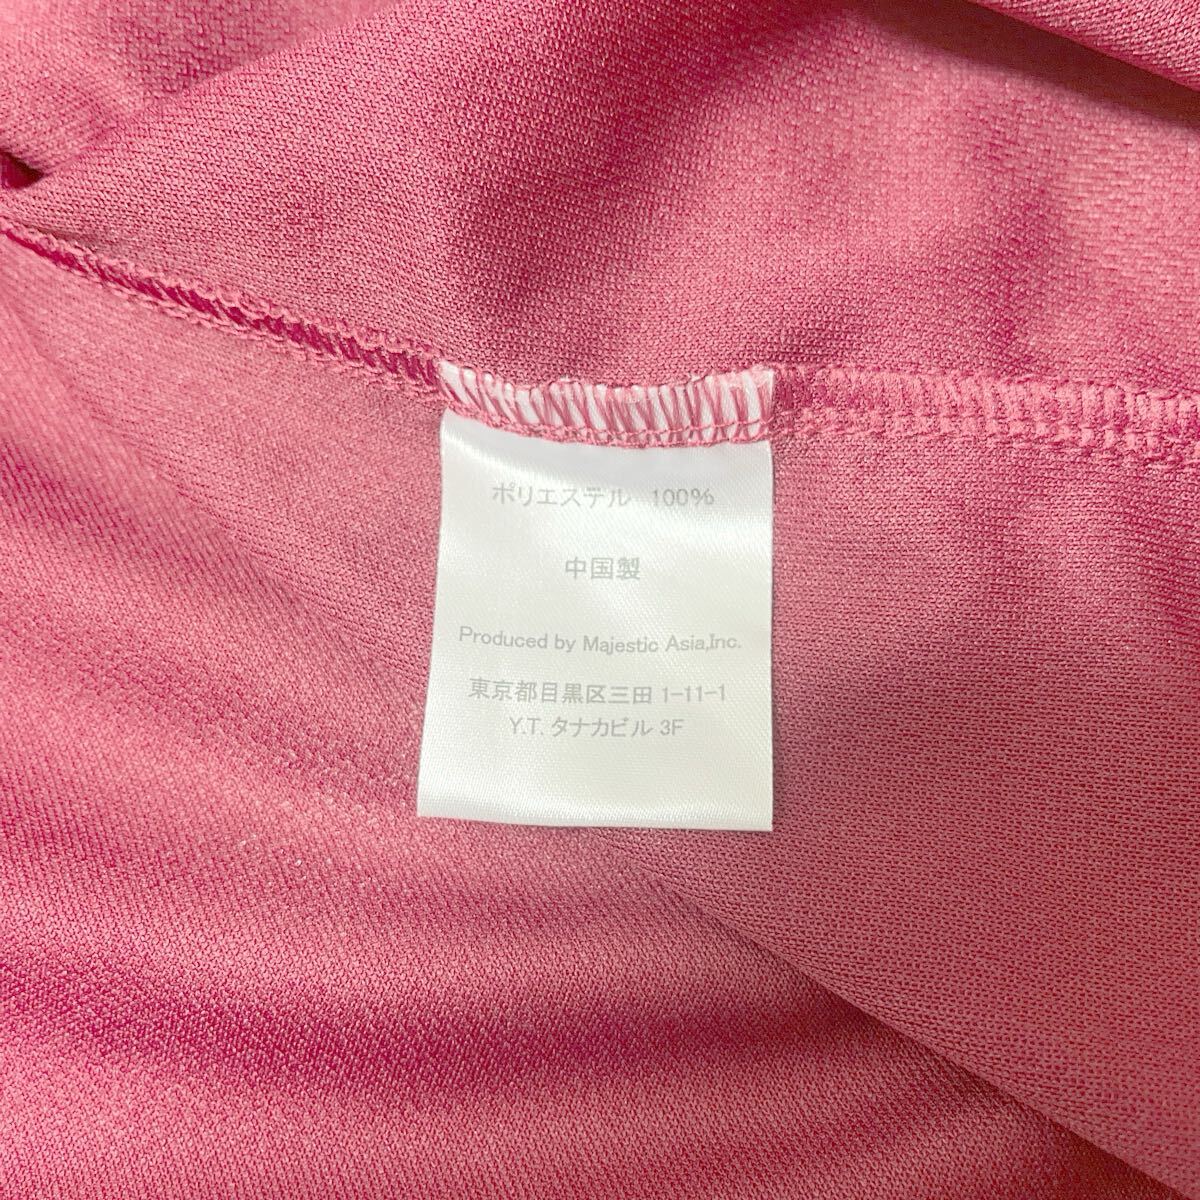 ポリエステル 100%
中国製
Produced by Majestic Asia,Inc.
東京都目黒区三田 1-11-1
Y.T. タナカビル 3F